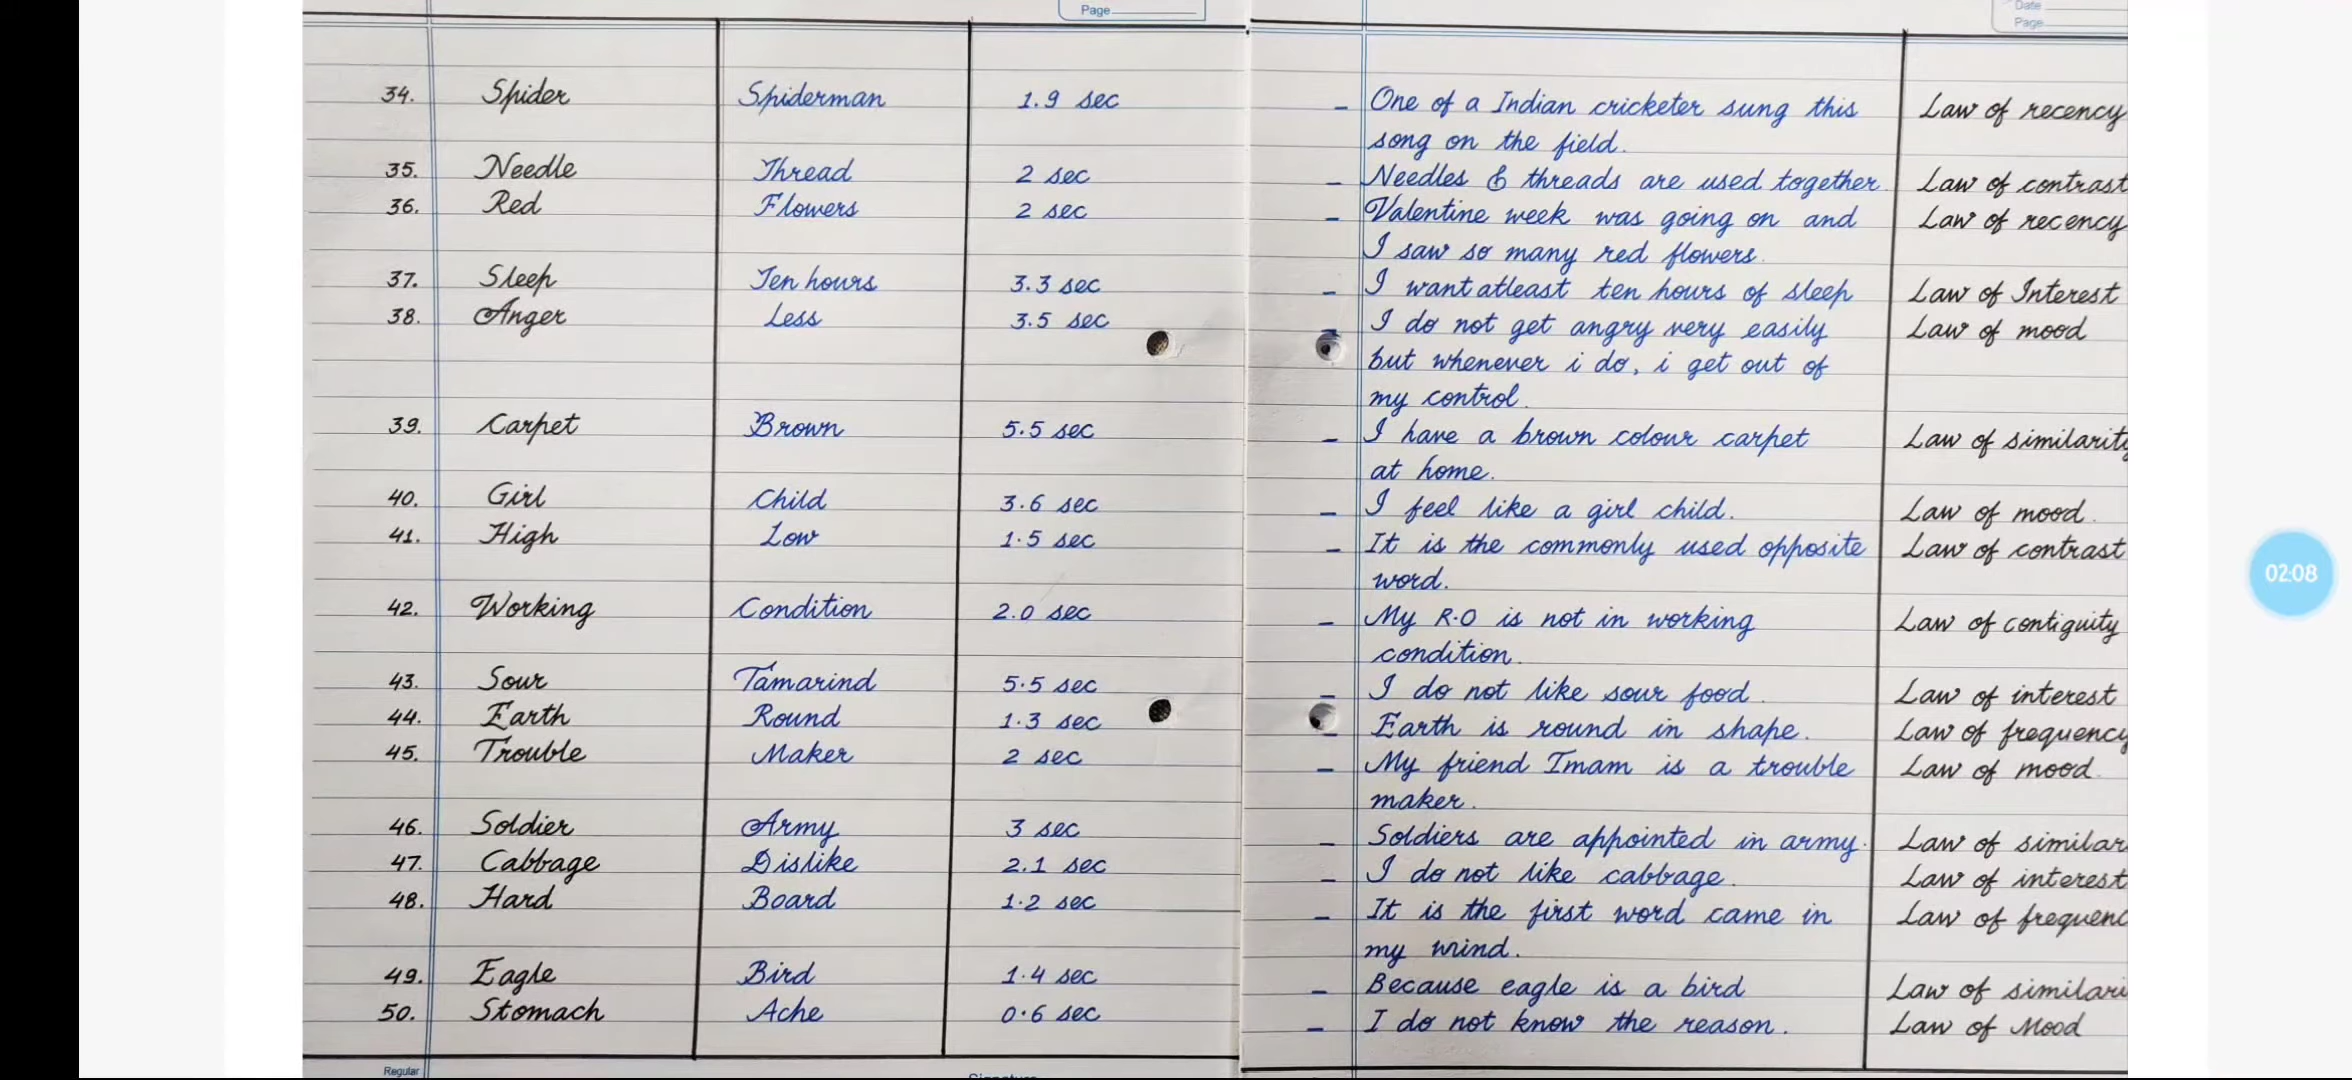 Page
Date
Page
34. Spider Spiderman 1.9 sec - One of a Indian cricketer sung this Law of recency
song on the field.
35. Needle Thread 2 sec - Needles & threads are used together Law of contrast
36. Red Flowers 2 sec - Valentine week was going on and Law of recency
I saw so many red flowers.
37. Sleep Ten hours 3.3 sec - I want atleast ten hours of sleep Law of Interest
38. Anger Less 3.5 sec - I do not get angry very easily Law of mood
but whenever i do, i get out of
my control.
39. Carpet Brown 5.5 sec - I have a brown colour carpet Law of similarity
at home.
40. Girl Child 3.6 sec - I feel like a girl child. Law of mood.
41. High Low 1.5 sec - It is the commonly used opposite Law of contrast
word.
42. Working Condition 2.0 sec - My R.O is not in working Law of contiguity
condition.
43. Sour Tamarind 5.5 sec - I do not like sour food. Law of interest
44. Earth Round 1.3 sec - Earth is round in shape. Law of frequency
45. Trouble Maker 2 sec - My friend Imam is a trouble Law of mood.
maker.
46. Soldier Army 3 sec - Soldiers are appointed in army. Law of similar
47. Cabbage Dislike 2.1 sec - I do not like cabbage. Law of interest
48. Hard Board 1.2 sec - It is the first word came in Law of frequenc
my mind.
49. Eagle Bird 1.4 sec - Because eagle is a bird Law of similari
50. Stomach Ache 0.6 sec - I do not know the reason. Law of Mood
Regular
02:08